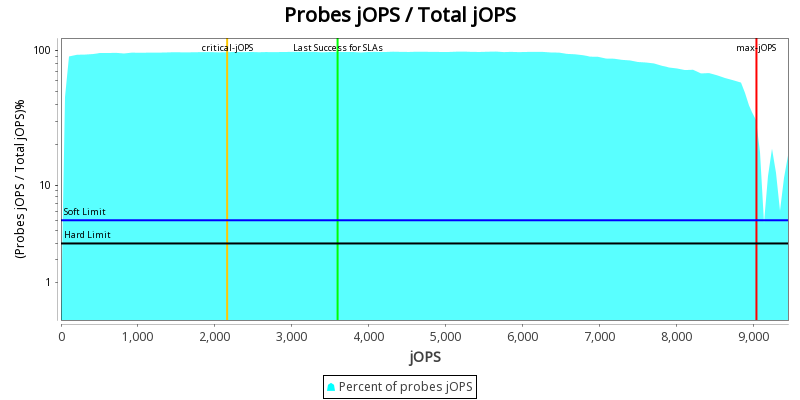 Probes jOPS / Total jOPS
(Probes jOPS / Total jOPS)%
100
10
1
critical-jOPS
Last Success for SLAs
max-jOPS
Soft Limit
Hard Limit
0 1,000 2,000 3,000 4,000 5,000 6,000 7,000 8,000 9,000
jOPS
Percent of probes jOPS